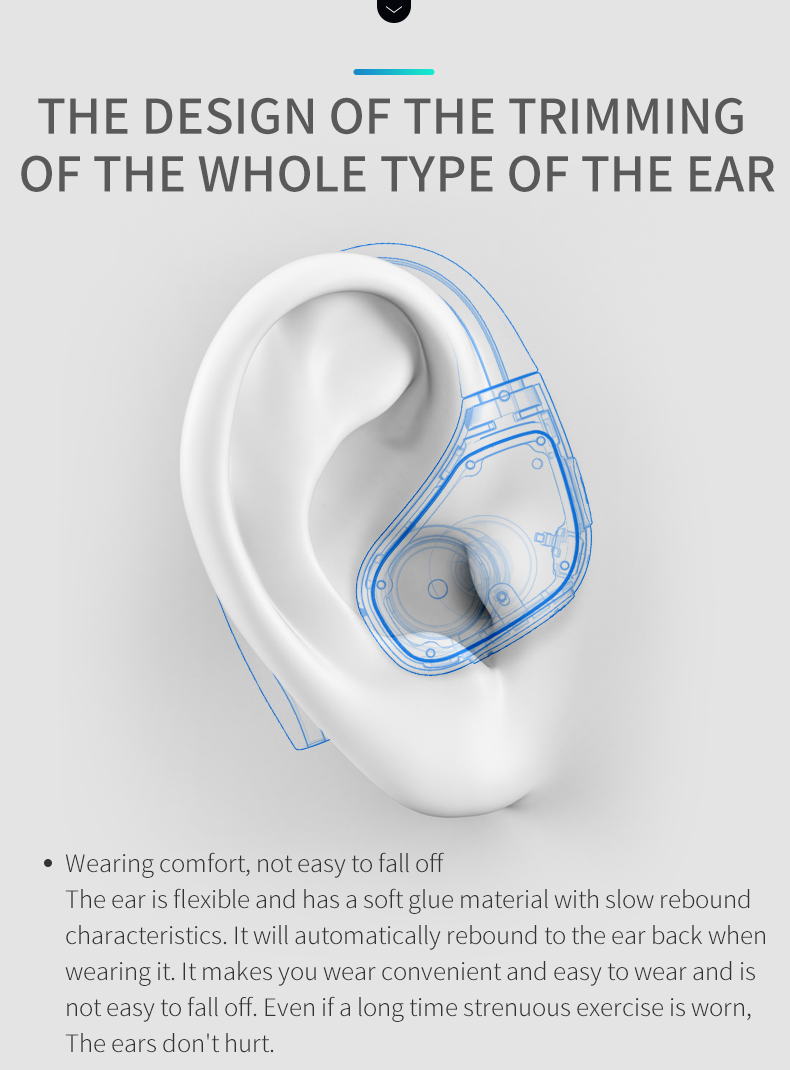 THE DESIGN OF THE TRIMMING
OF THE WHOLE TYPE OF THE EAR
• Wearing comfort, not easy to fall off
The ear is flexible and has a soft glue material with slow rebound
characteristics. It will automatically rebound to the ear back when
wearing it. It makes you wear convenient and easy to wear and is
not easy to fall off. Even if a long time strenuous exercise is worn,
The ears don't hurt.